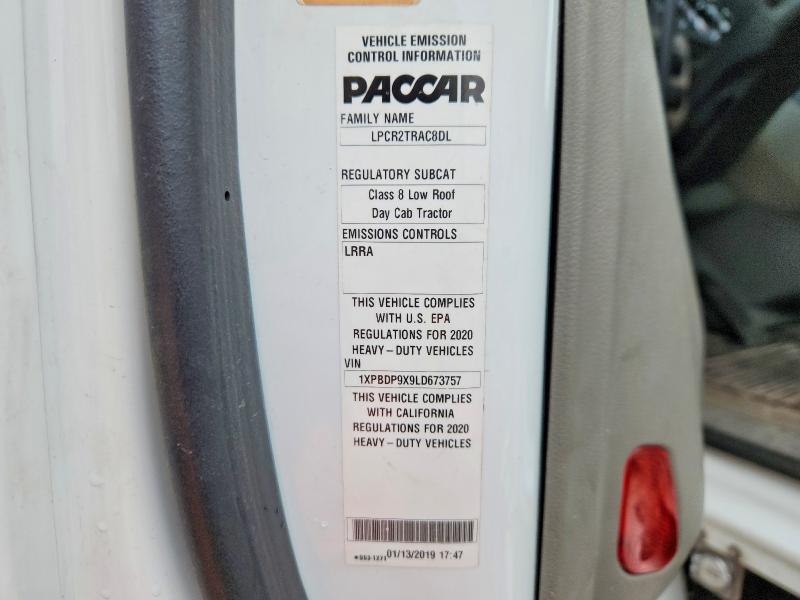 VEHICLE EMISSION
CONTROL INFORMATION
PACCAR
FAMILY NAME
LPCR2TRAC8DL
REGULATORY SUBCAT
Class 8 Low Roof
Day Cab Tractor
EMISSIONS CONTROLS
LRRA
THIS VEHICLE COMPLIES
WITH U.S. EPA
REGULATIONS FOR 2020
HEAVY-DUTY VEHICLES
VIN
1XPBDP9X9LD673757
THIS VEHICLE COMPLIES
WITH CALIFORNIA
REGULATIONS FOR 2020
HEAVY-DUTY VEHICLES
01/13/2019 17:47